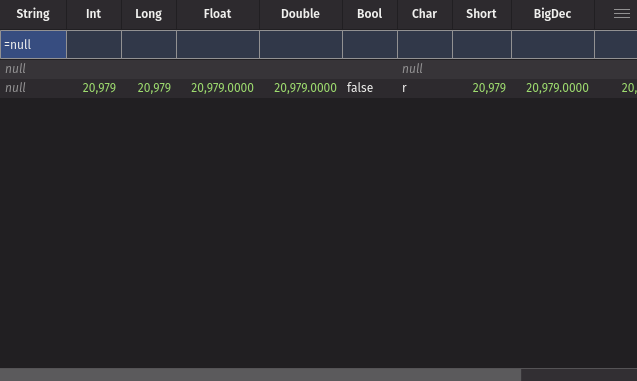 String Int Long Float Double Bool Char Short BigDec
=null
null null
null 20,979 20,979 20,979.0000 20,979.0000 false r 20,979 20,979.0000 20,